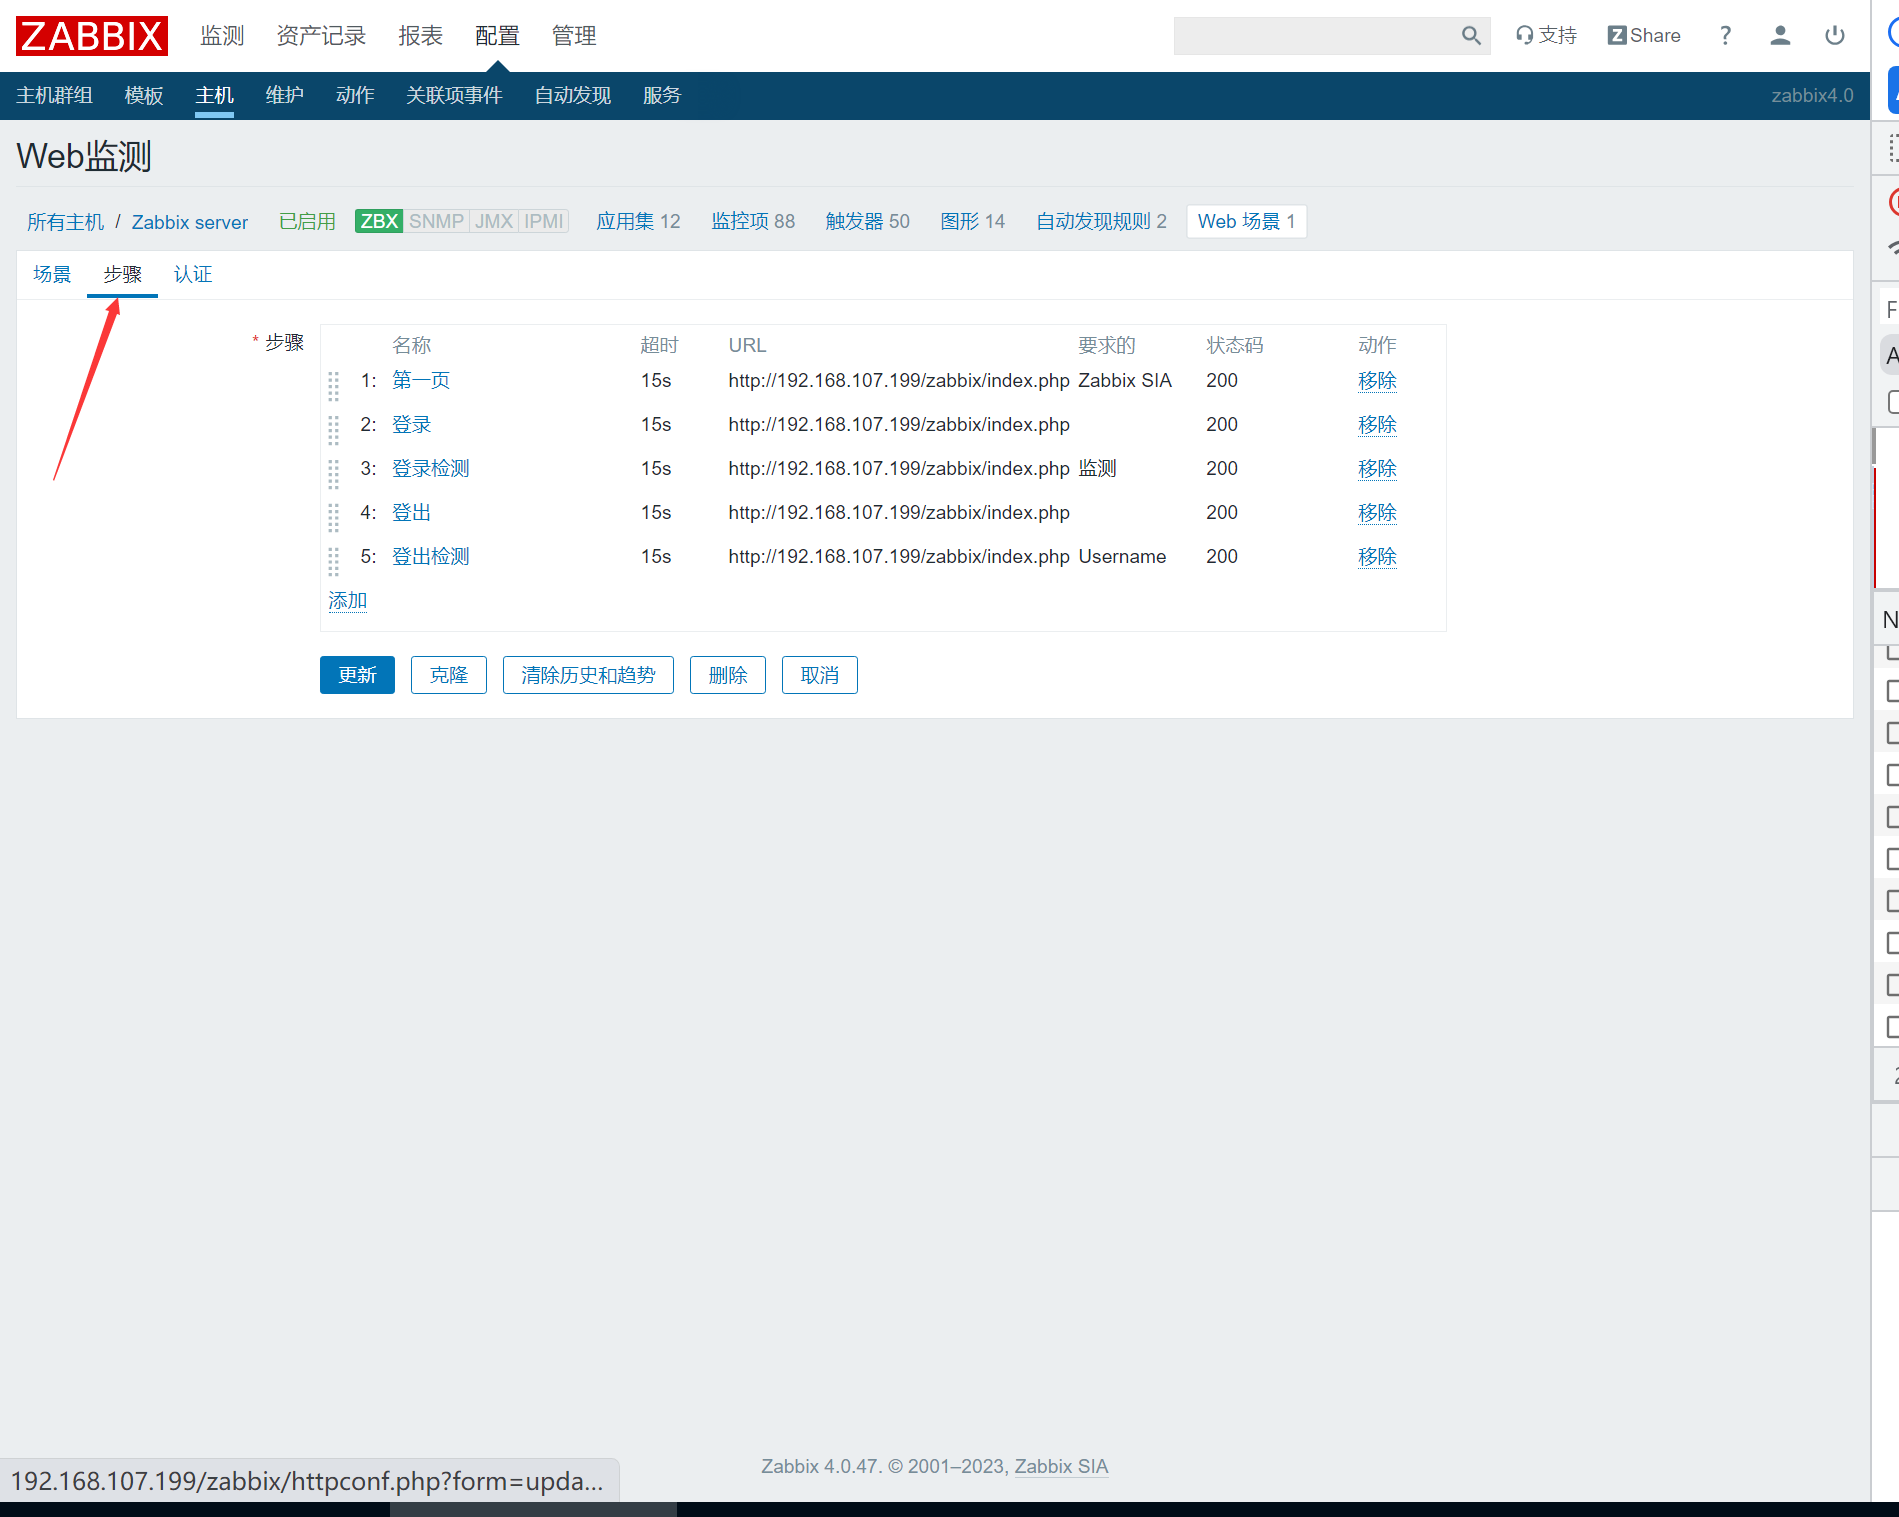 ZABBIX 监测 资产记录 报表 配置 管理 支持 Z Share ?
主机群组 模板 主机 维护 动作 关联项事件 自动发现 服务 zabbix4.0
Web监测
所有主机 / Zabbix server 已启用 ZBX SNMP JMX IPMI 应用集 12 监控项 88 触发器 50 图形 14 自动发现规则 2 Web 场景 1
场景 步骤 认证
* 步骤 名称 超时 URL 要求的 状态码 动作
1: 第一页 15s http://192.168.107.199/zabbix/index.php Zabbix SIA 200 移除
2: 登录 15s http://192.168.107.199/zabbix/index.php 200 移除
3: 登录检测 15s http://192.168.107.199/zabbix/index.php 监测 200 移除
4: 登出 15s http://192.168.107.199/zabbix/index.php 200 移除
5: 登出检测 15s http://192.168.107.199/zabbix/index.php Username 200 移除
添加
更新 克隆 清除历史和趋势 删除 取消
Zabbix 4.0.47. © 2001–2023, Zabbix SIA
192.168.107.199/zabbix/httpconf.php?form=upda...